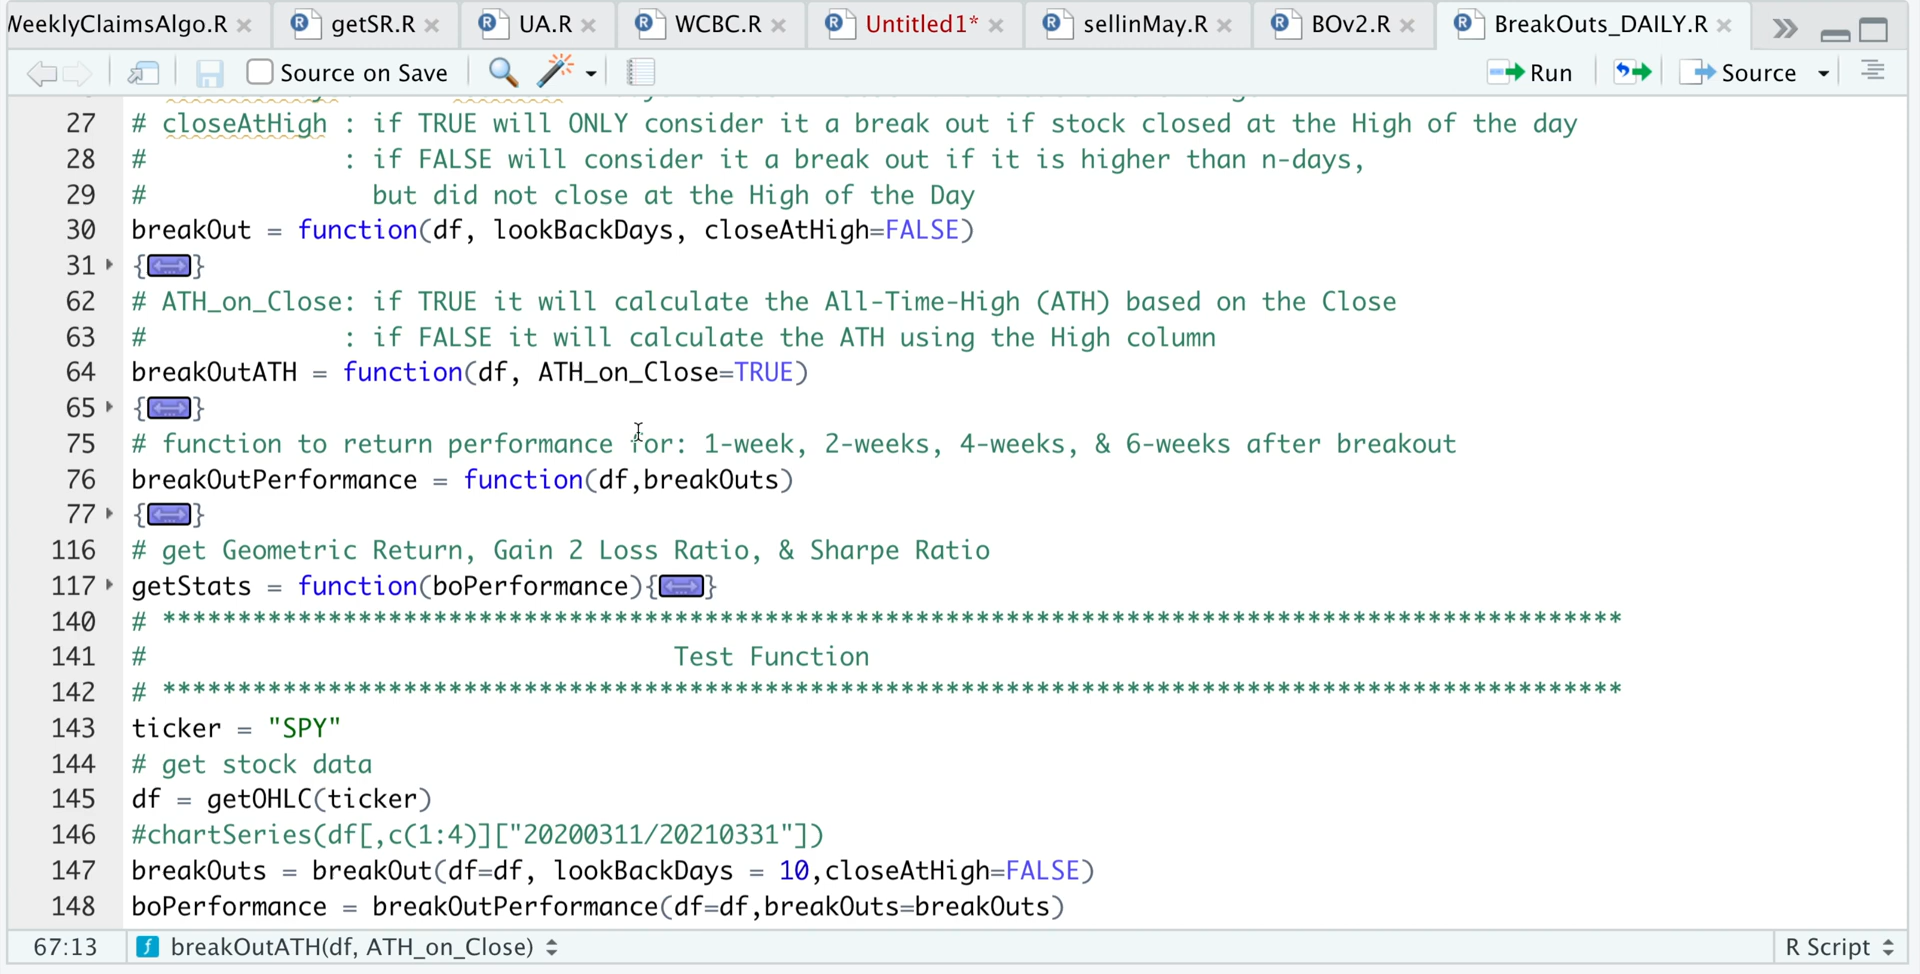 WeeklyClaimsAlgo.R getSR.R UA.R WCBC.R Untitled1* sellinMay.R BOv2.R BreakOuts_DAILY.R
Source on Save Run Source
27 # closeAtHigh : if TRUE will ONLY consider it a break out if stock closed at the High of the day
28 #             : if FALSE will consider it a break out if it is higher than n-days,
29 #               but did not close at the High of the Day
30 breakOut = function(df, lookBackDays, closeAtHigh=FALSE)
31 {}
62 # ATH_on_Close: if TRUE it will calculate the All-Time-High (ATH) based on the Close
63 #             : if FALSE it will calculate the ATH using the High column
64 breakOutATH = function(df, ATH_on_Close=TRUE)
65 {}
75 # function to return performance for: 1-week, 2-weeks, 4-weeks, & 6-weeks after breakout
76 breakOutPerformance = function(df,breakOuts)
77 {}
116 # get Geometric Return, Gain 2 Loss Ratio, & Sharpe Ratio
117 getStats = function(boPerformance){}
140 # *************************************************************************************************
141 #                                   Test Function
142 # *************************************************************************************************
143 ticker = "SPY"
144 # get stock data
145 df = getOHLC(ticker)
146 #chartSeries(df[,c(1:4)]["20200311/20210331"])
147 breakOuts = breakOut(df=df, lookBackDays = 10,closeAtHigh=FALSE)
148 boPerformance = breakOutPerformance(df=df,breakOuts=breakOuts)
67:13 breakOutATH(df, ATH_on_Close) R Script